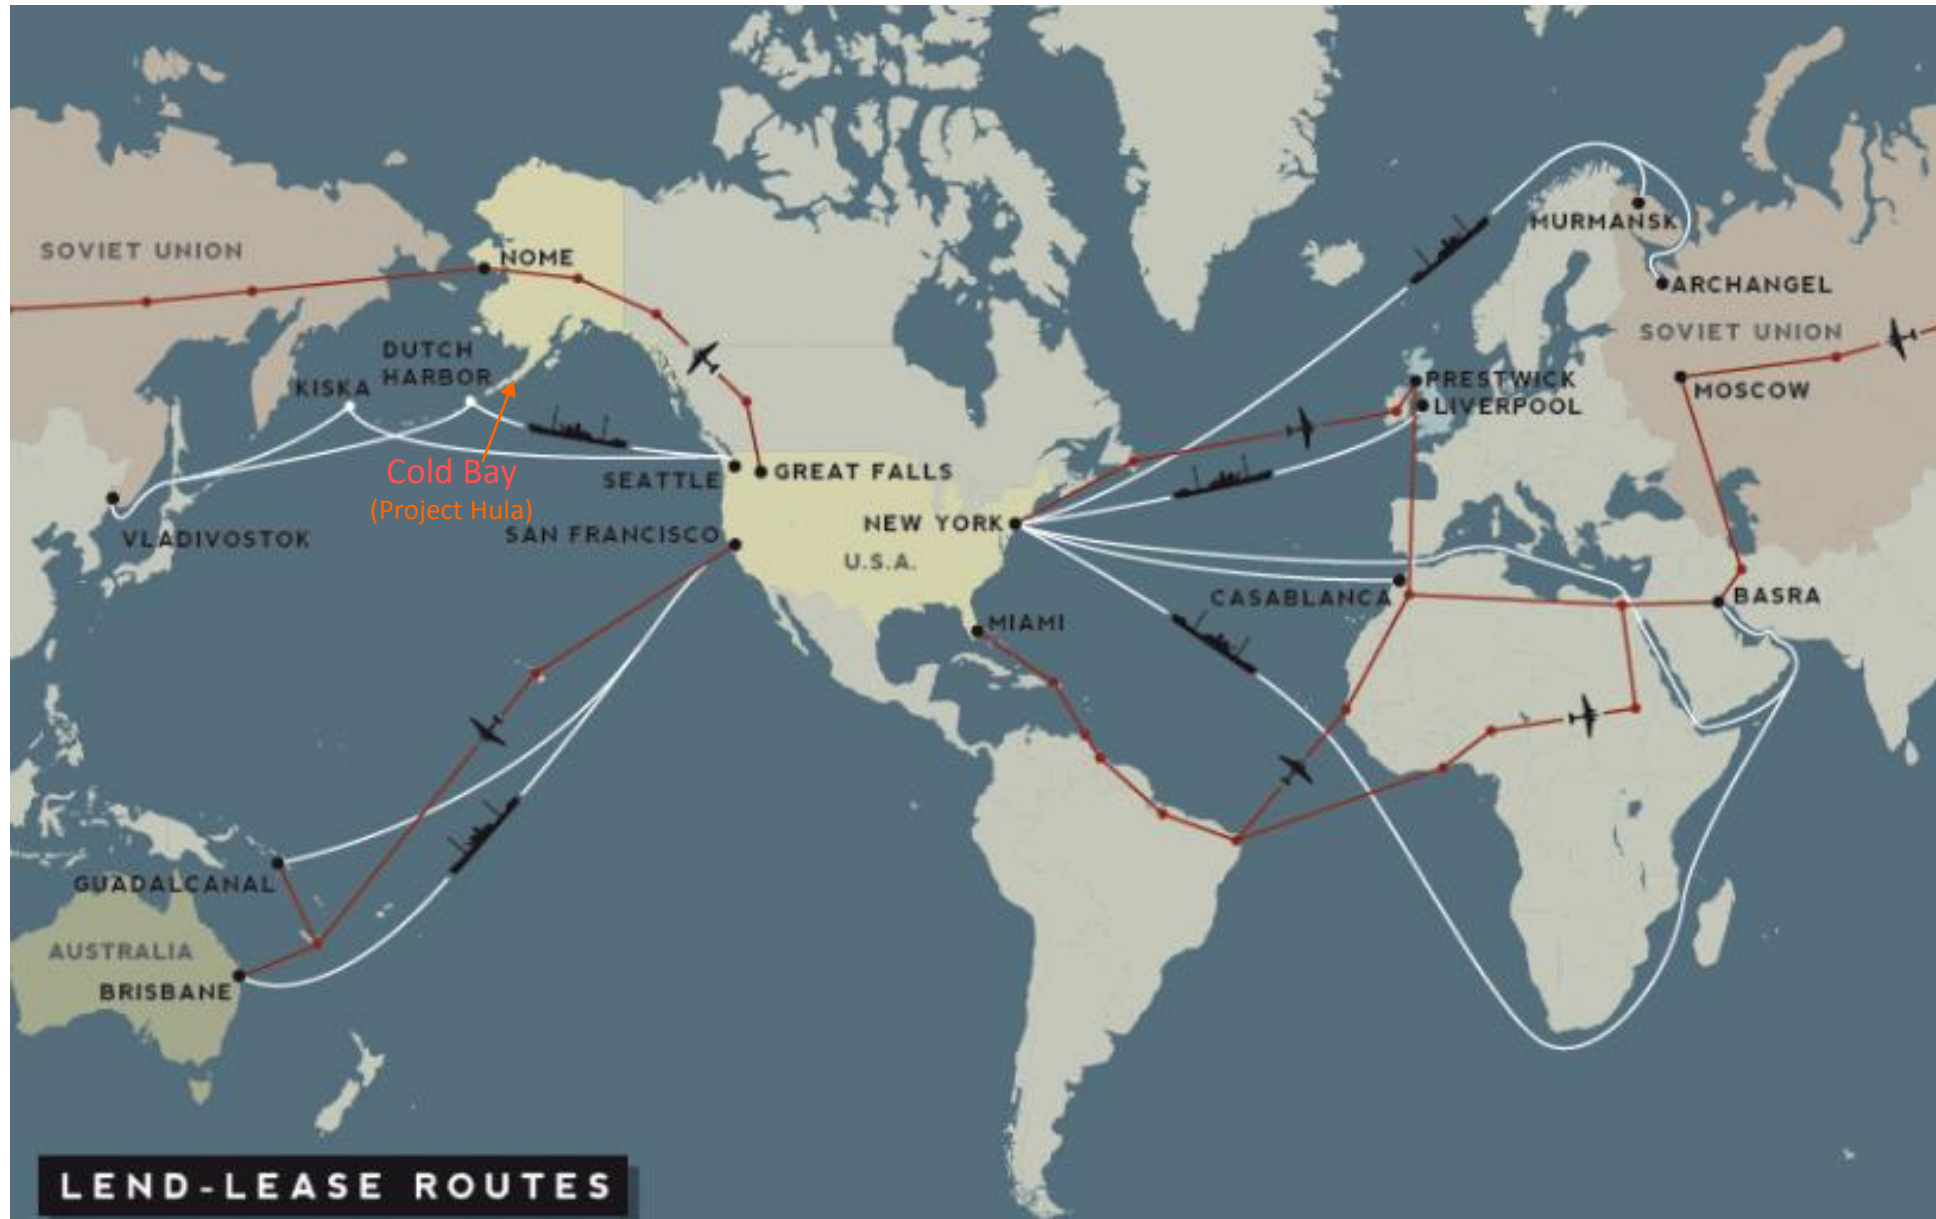 SOVIET UNION
NOME
DUTCH
HARBOR
KISKA
Cold Bay
(Project Hula)
VLADIVOSTOK
SEATTLE
GREAT FALLS
SAN FRANCISCO
NEW YORK
U.S.A.
MIAMI
MURMANSK
ARCHANGEL
SOVIET UNION
PRESTWICK
LIVERPOOL
MOSCOW
CASABLANCA
BASRA
GUADALCANAL
AUSTRALIA
BRISBANE
LEND-LEASE ROUTES